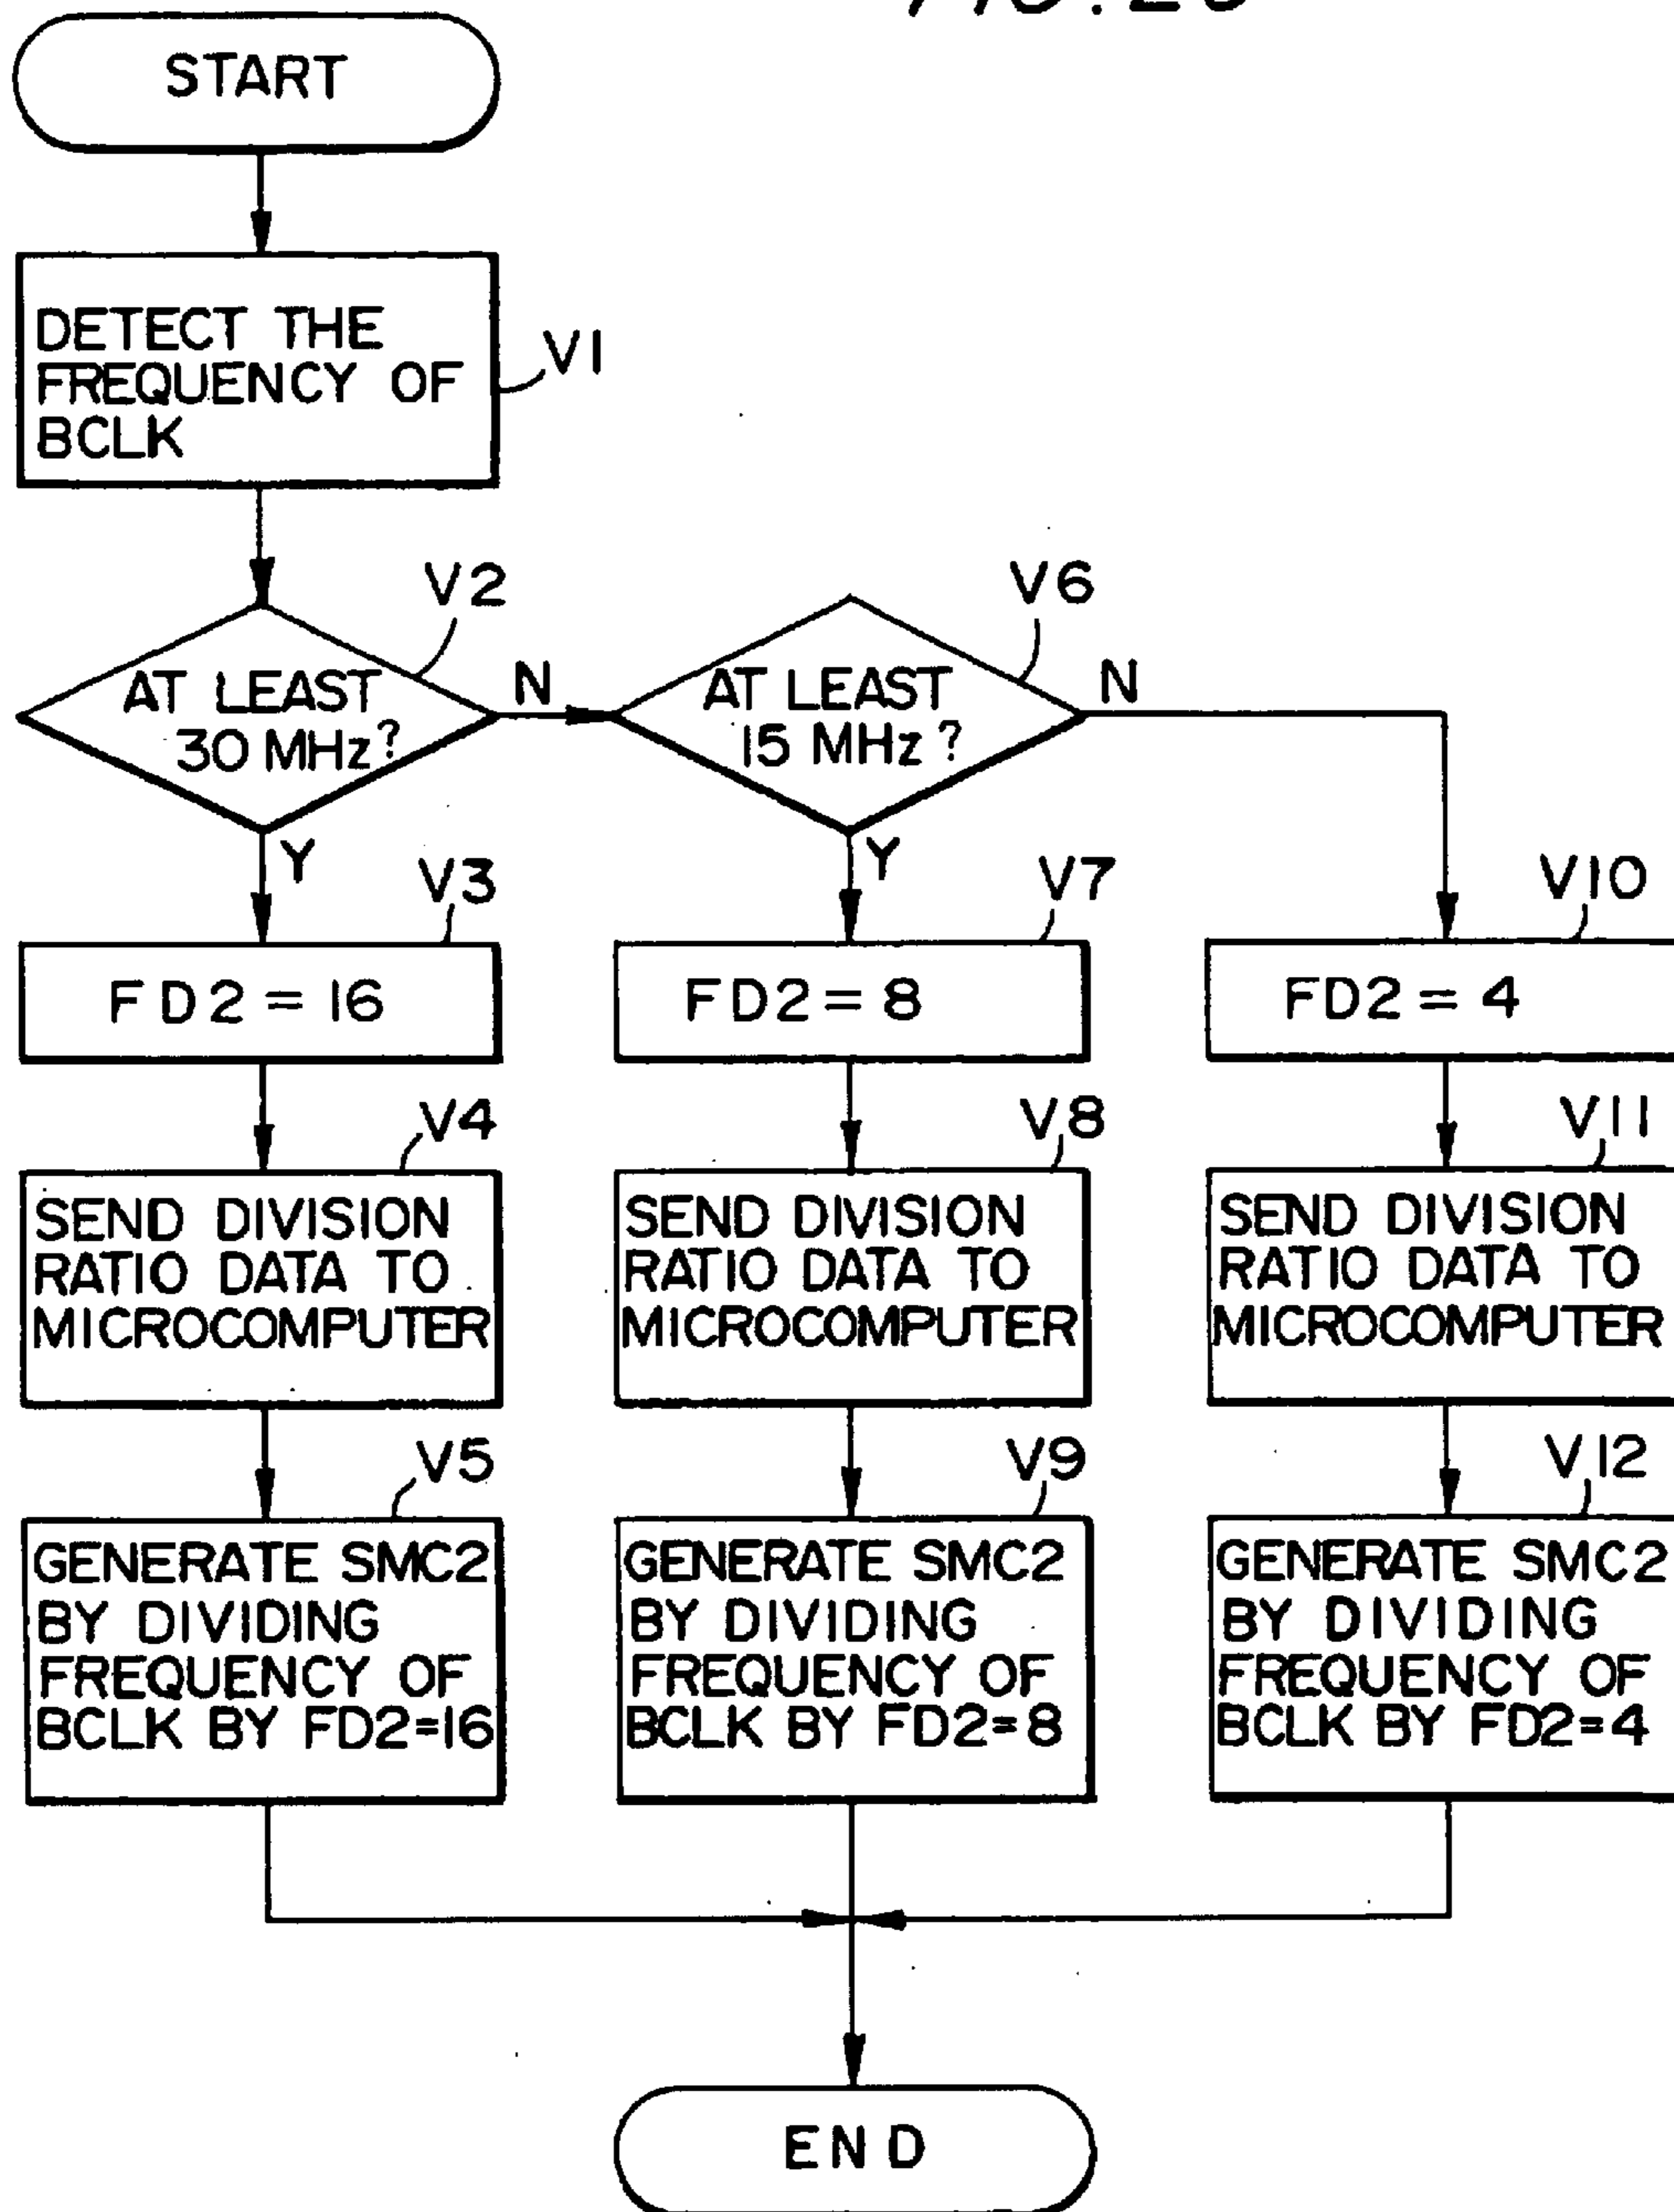 START
DETECT THE
FREQUENCY OF
BCLK
V1
V2
AT LEAST
30 MHz?
N
Y
V6
AT LEAST
15 MHz?
N
Y
V3
FD2 = 16
V7
FD2 = 8
V10
FD2 = 4
V4
SEND DIVISION
RATIO DATA TO
MICROCOMPUTER
V8
SEND DIVISION
RATIO DATA TO
MICROCOMPUTER
V11
SEND DIVISION
RATIO DATA TO
MICROCOMPUTER
V5
GENERATE SMC2
BY DIVIDING
FREQUENCY OF
BCLK BY FD2=16
V9
GENERATE SMC2
BY DIVIDING
FREQUENCY OF
BCLK BY FD2=8
V12
GENERATE SMC2
BY DIVIDING
FREQUENCY OF
BCLK BY FD2=4
END